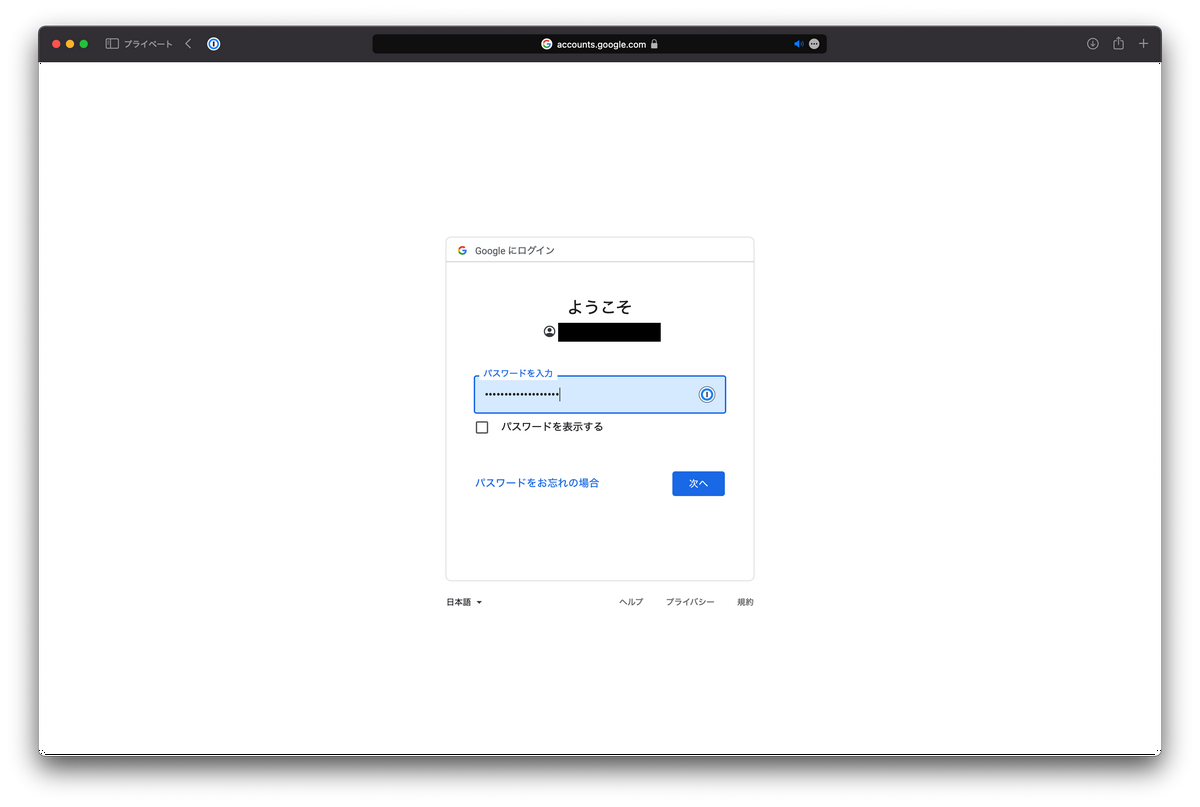 プライベート
accounts.google.com
Google にログイン
ようこそ
パスワードを入力
•••••••••••••••••••
パスワードを表示する
パスワードをお忘れの場合
次へ
日本語
ヘルプ プライバシー 規約